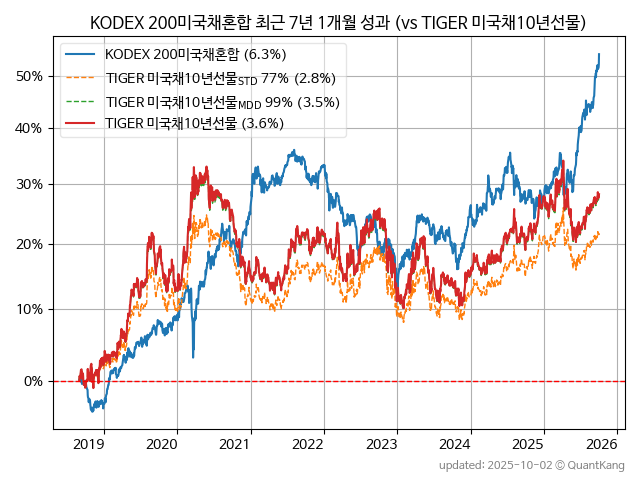 KODEX 200미국채혼합 최근 7년 1개월 성과 (vs TIGER 미국채10년선물)
KODEX 200미국채혼합 (6.3%)
TIGER 미국채10년선물STD 77% (2.8%)
TIGER 미국채10년선물MDD 99% (3.5%)
TIGER 미국채10년선물 (3.6%)
50%
40%
30%
20%
10%
0%
2019 2020 2021 2022 2023 2024 2025 2026
updated: 2025-10-02 © QuantKang